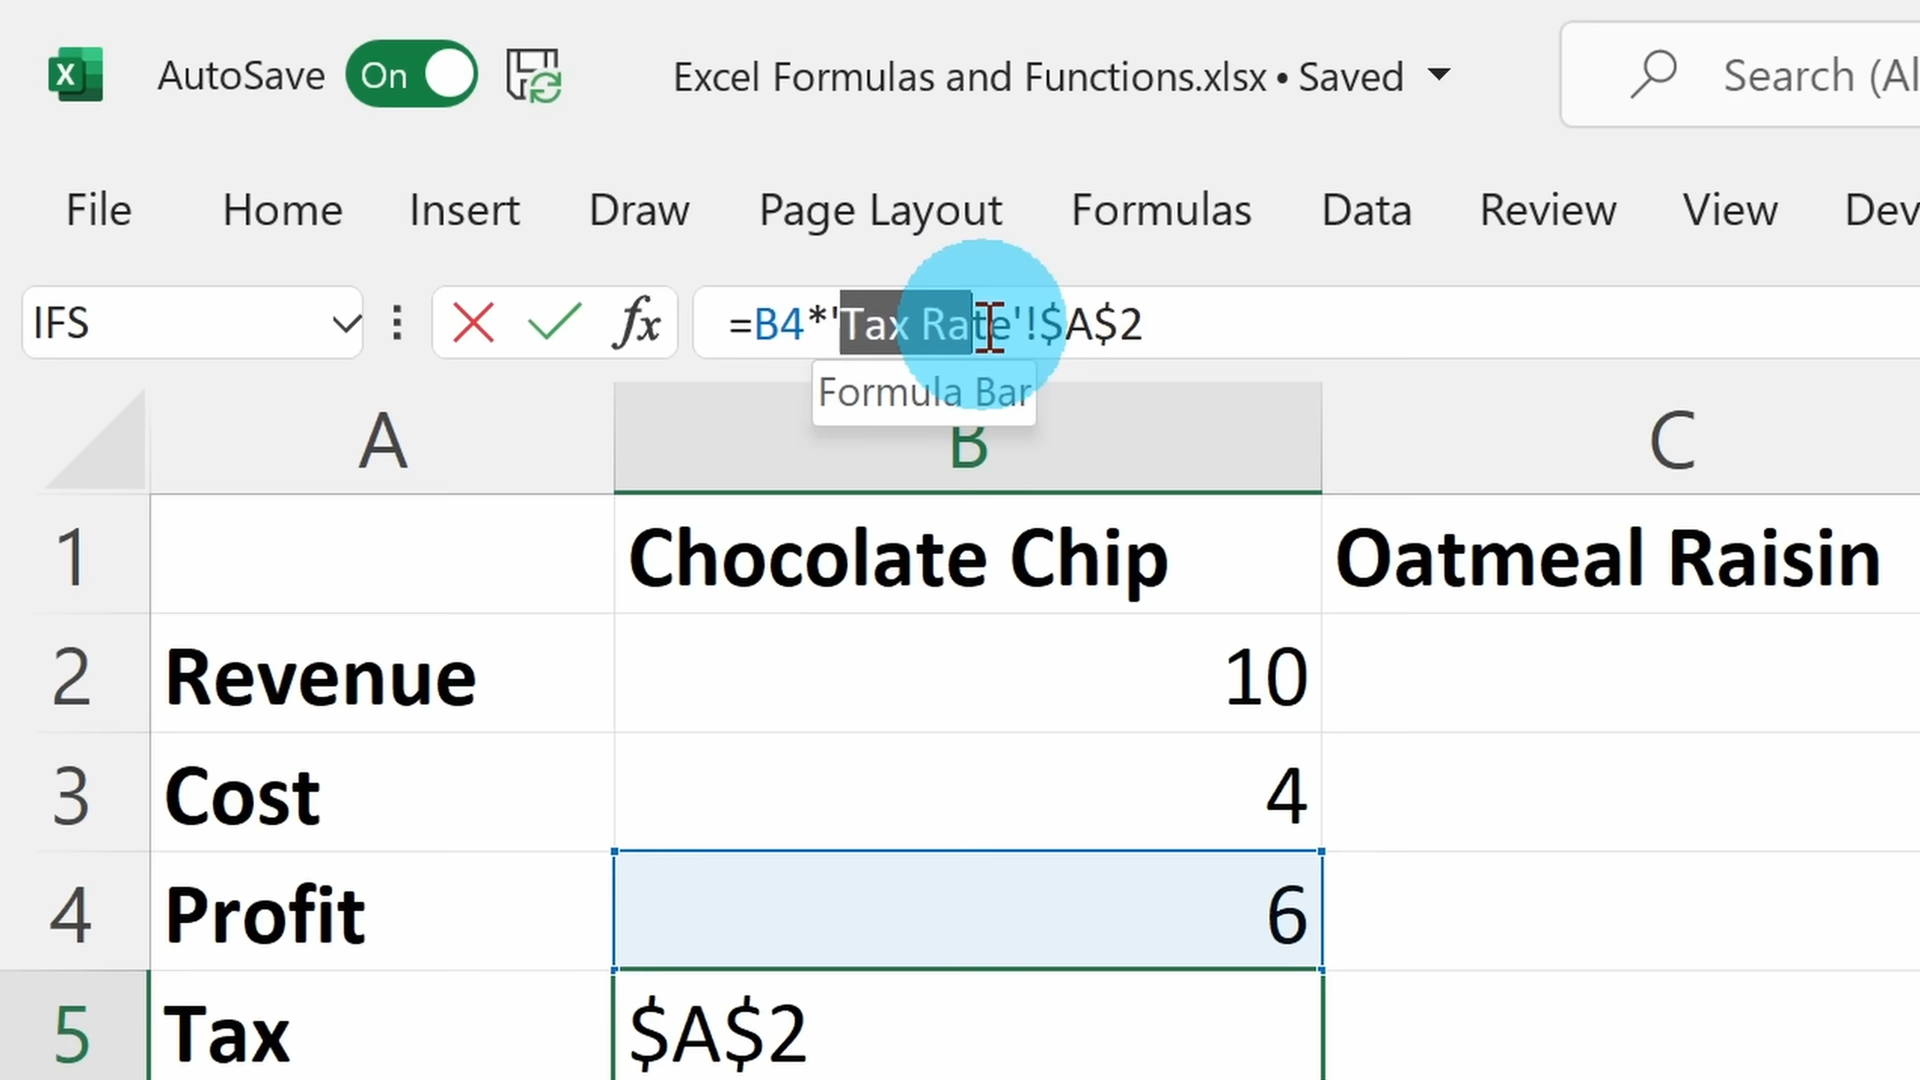 X AutoSave On Excel Formulas and Functions.xlsx • Saved Search (Al
File Home Insert Draw Page Layout Formulas Data Review View Dev
IFS fx =B4*'Tax Rate'!$A$2
Formula Bar
A B C
1 Chocolate Chip Oatmeal Raisin
2 Revenue 10
3 Cost 4
4 Profit 6
5 Tax $A$2